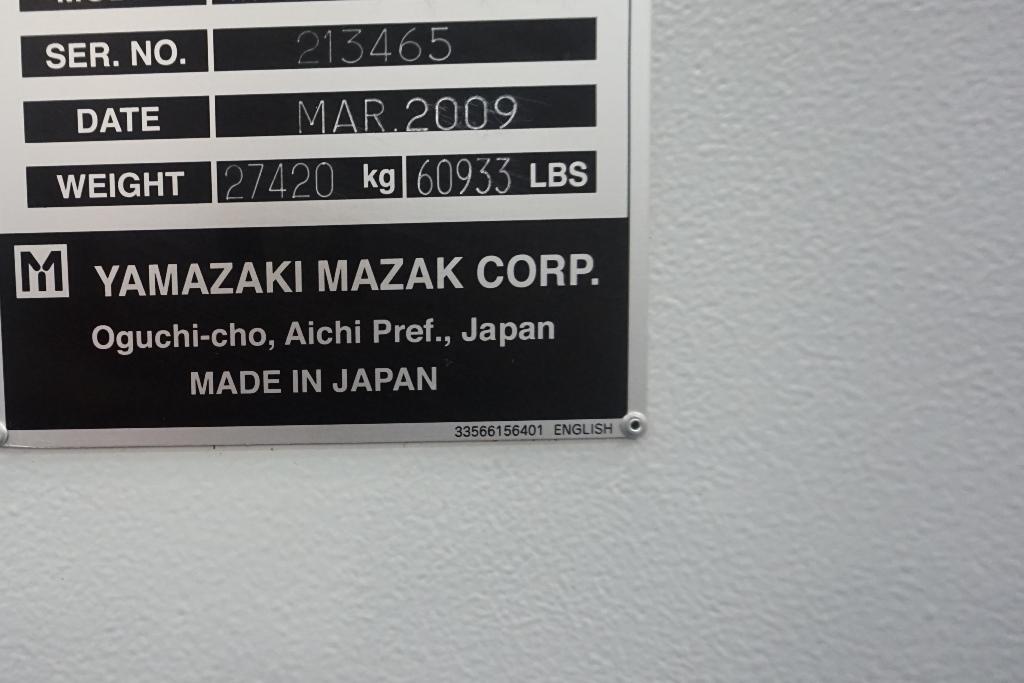 SER. NO. 213465
DATE MAR. 2009
WEIGHT 27420 kg 60933 LBS
YAMAZAKI MAZAK CORP.
Oguchi-cho, Aichi Pref., Japan
MADE IN JAPAN
33566156401 ENGLISH